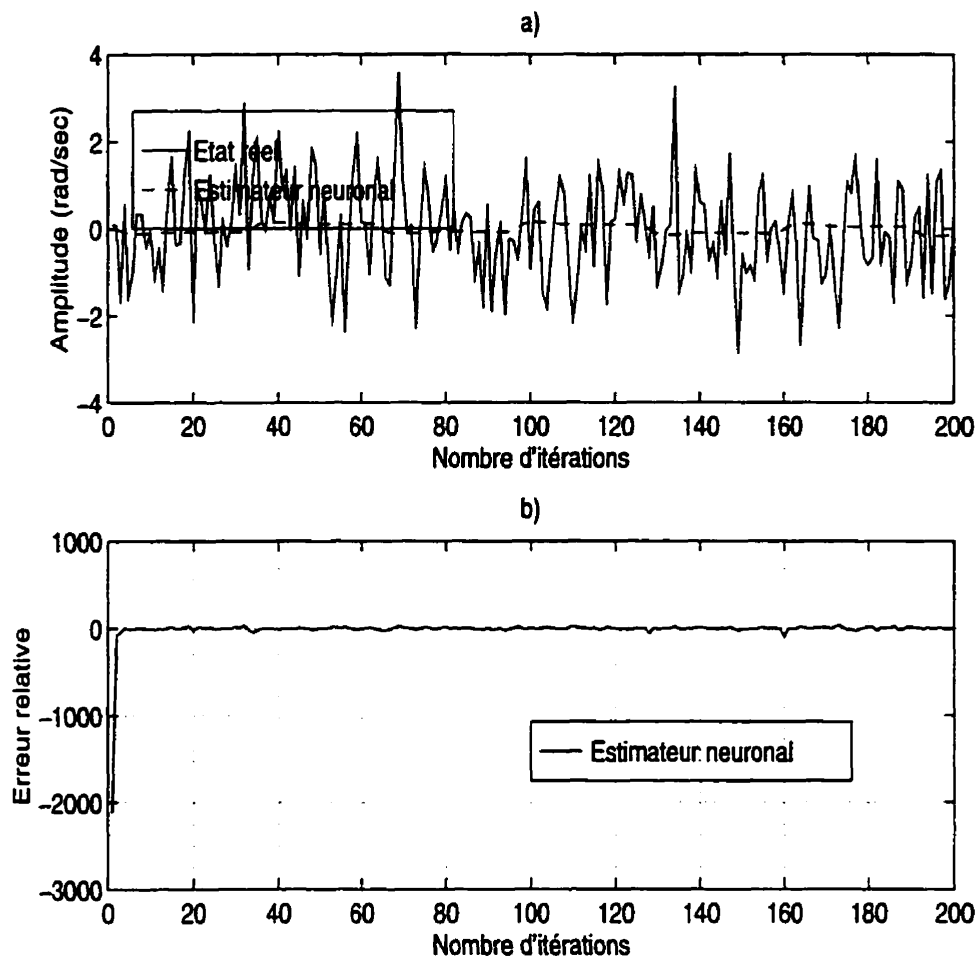 a)
4
2
0
-2
-4
Amplitude (rad/sec)
Etat réel
Estimateur neuronal
0 20 40 60 80 100 120 140 160 180 200
Nombre d'itérations
b)
1000
0
-1000
-2000
-3000
Erreur relative
Estimateur neuronal
0 20 40 60 80 100 120 140 160 180 200
Nombre d'itérations